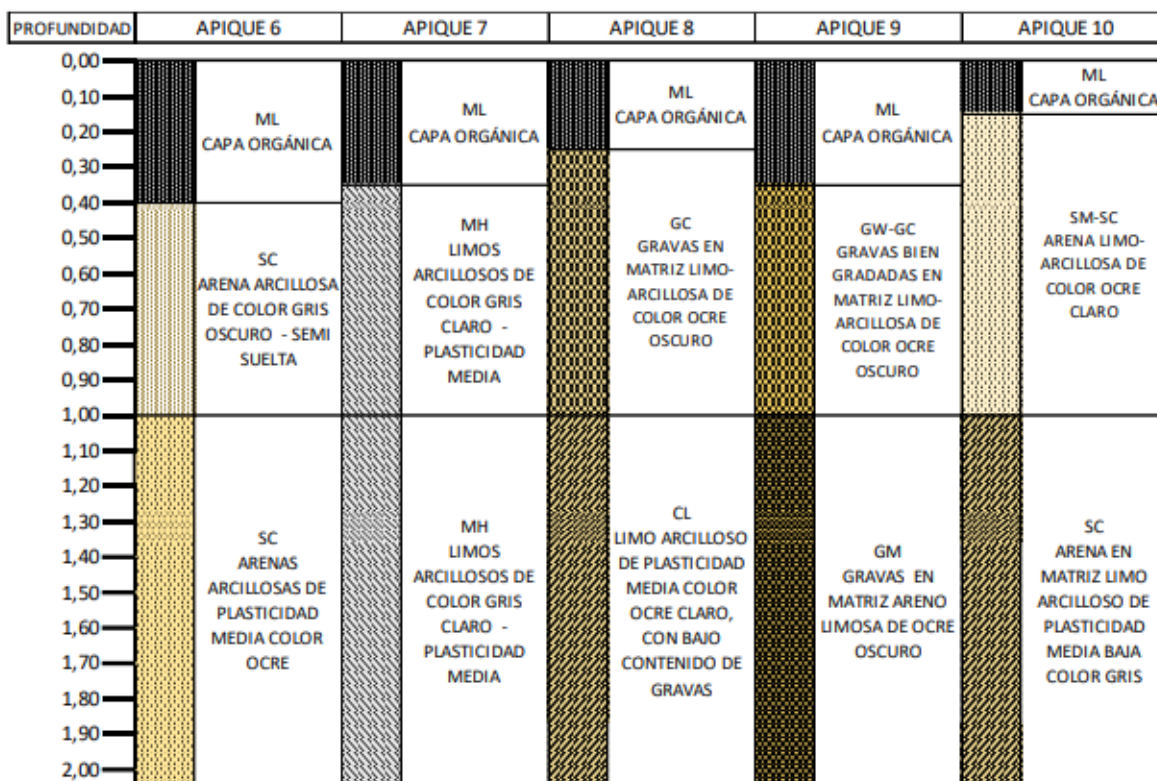 PROFUNDIDAD APIQUE 6 APIQUE 7 APIQUE 8 APIQUE 9 APIQUE 10
0,00
0,10
0,20
0,30
0,40
0,50
0,60
0,70
0,80
0,90
1,00
1,10
1,20
1,30
1,40
1,50
1,60
1,70
1,80
1,90
2,00
ML
CAPA ORGÁNICA
SC
ARENA ARCILLOSA
DE COLOR GRIS
OSCURO - SEMI
SUELTA
SC
ARENAS
ARCILLOSAS DE
PLASTICIDAD
MEDIA COLOR
OCRE
ML
CAPA ORGÁNICA
MH
LIMOS
ARCILLOSOS DE
COLOR GRIS
CLARO -
PLASTICIDAD
MEDIA
MH
LIMOS
ARCILLOSOS DE
COLOR GRIS
CLARO -
PLASTICIDAD
MEDIA
ML
CAPA ORGÁNICA
GC
GRAVAS EN
MATRIZ LIMO-
ARCILLOSA DE
COLOR OCRE
OSCURO
CL
LIMO ARCILLOSO
DE PLASTICIDAD
MEDIA COLOR
OCRE CLARO,
CON BAJO
CONTENIDO DE
GRAVAS
ML
CAPA ORGÁNICA
GW-GC
GRAVAS BIEN
GRADADAS EN
MATRIZ LIMO-
ARCILLOSA DE
COLOR OCRE
OSCURO
GM
GRAVAS EN
MATRIZ ARENO
LIMOSA DE OCRE
OSCURO
ML
CAPA ORGÁNICA
SM-SC
ARENA LIMO-
ARCILLOSA DE
COLOR OCRE
CLARO
SC
ARENA EN
MATRIZ LIMO
ARCILLOSO DE
PLASTICIDAD
MEDIA BAJA
COLOR GRIS